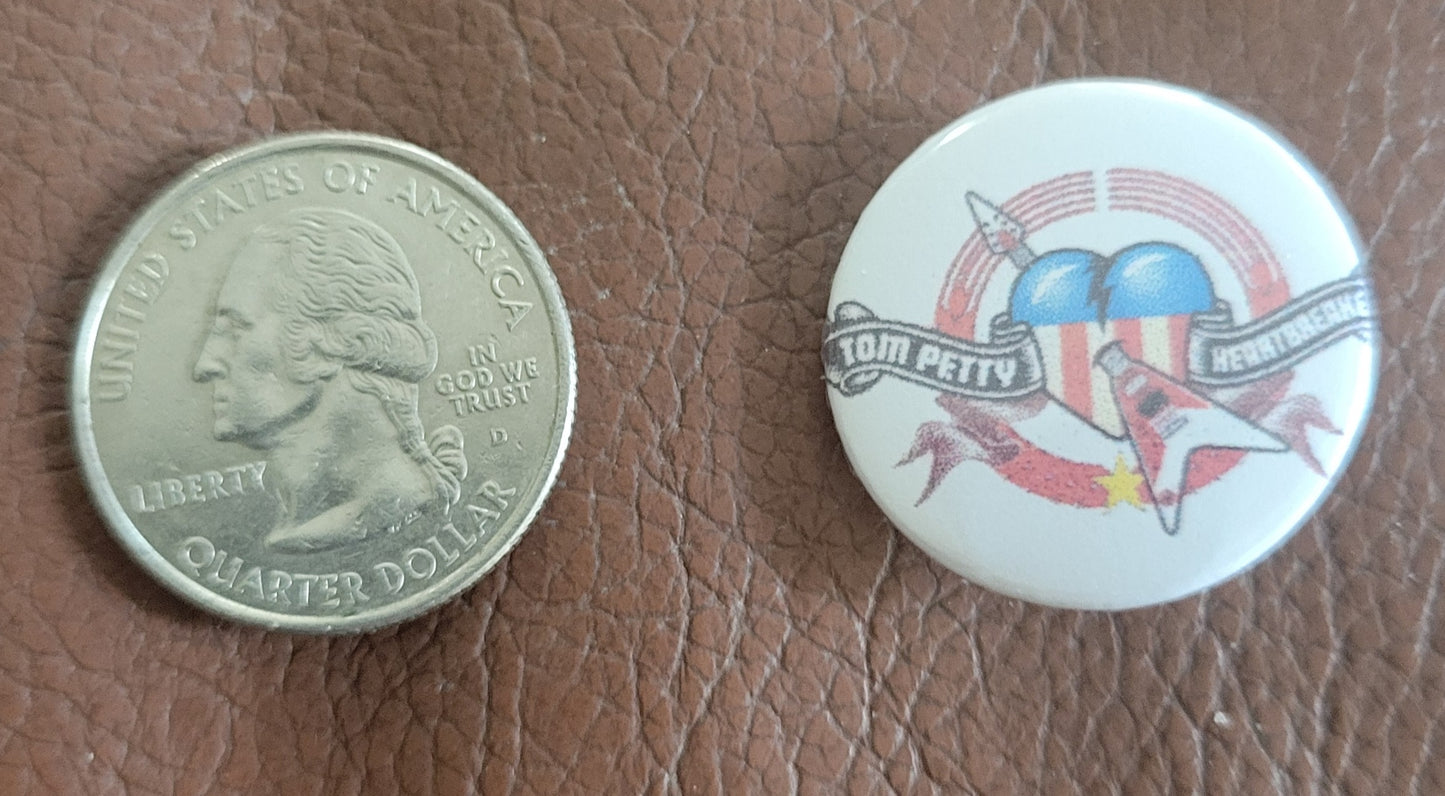 UNITED STATES OF AMERICA
LIBERTY
IN
GOD WE
TRUST
D
QUARTER DOLLAR
TOM PETTY
HEARTBREAKE